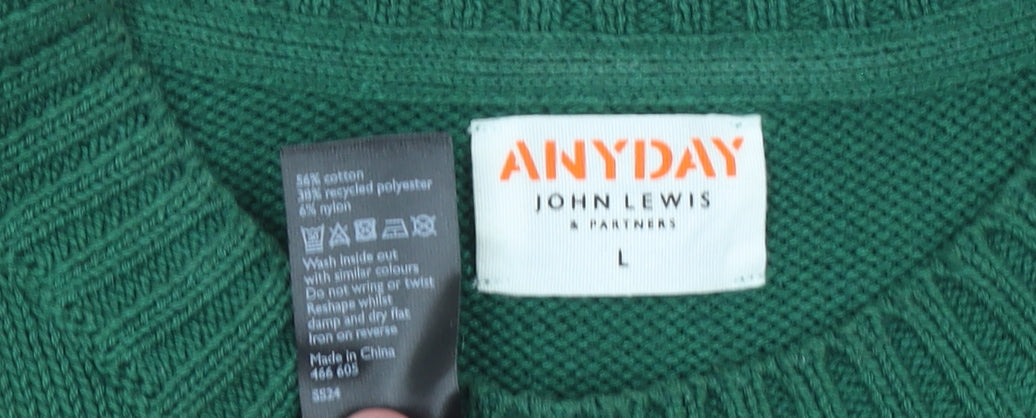 56% cotton
38% recycled polyester
6% nylon
Wash inside out
with similar colours
Do not wring or twist
Reshape whilst
damp and dry flat
Iron on reverse
Made in China
466 605
SS24
ANYDAY
JOHN LEWIS
& PARTNERS
L